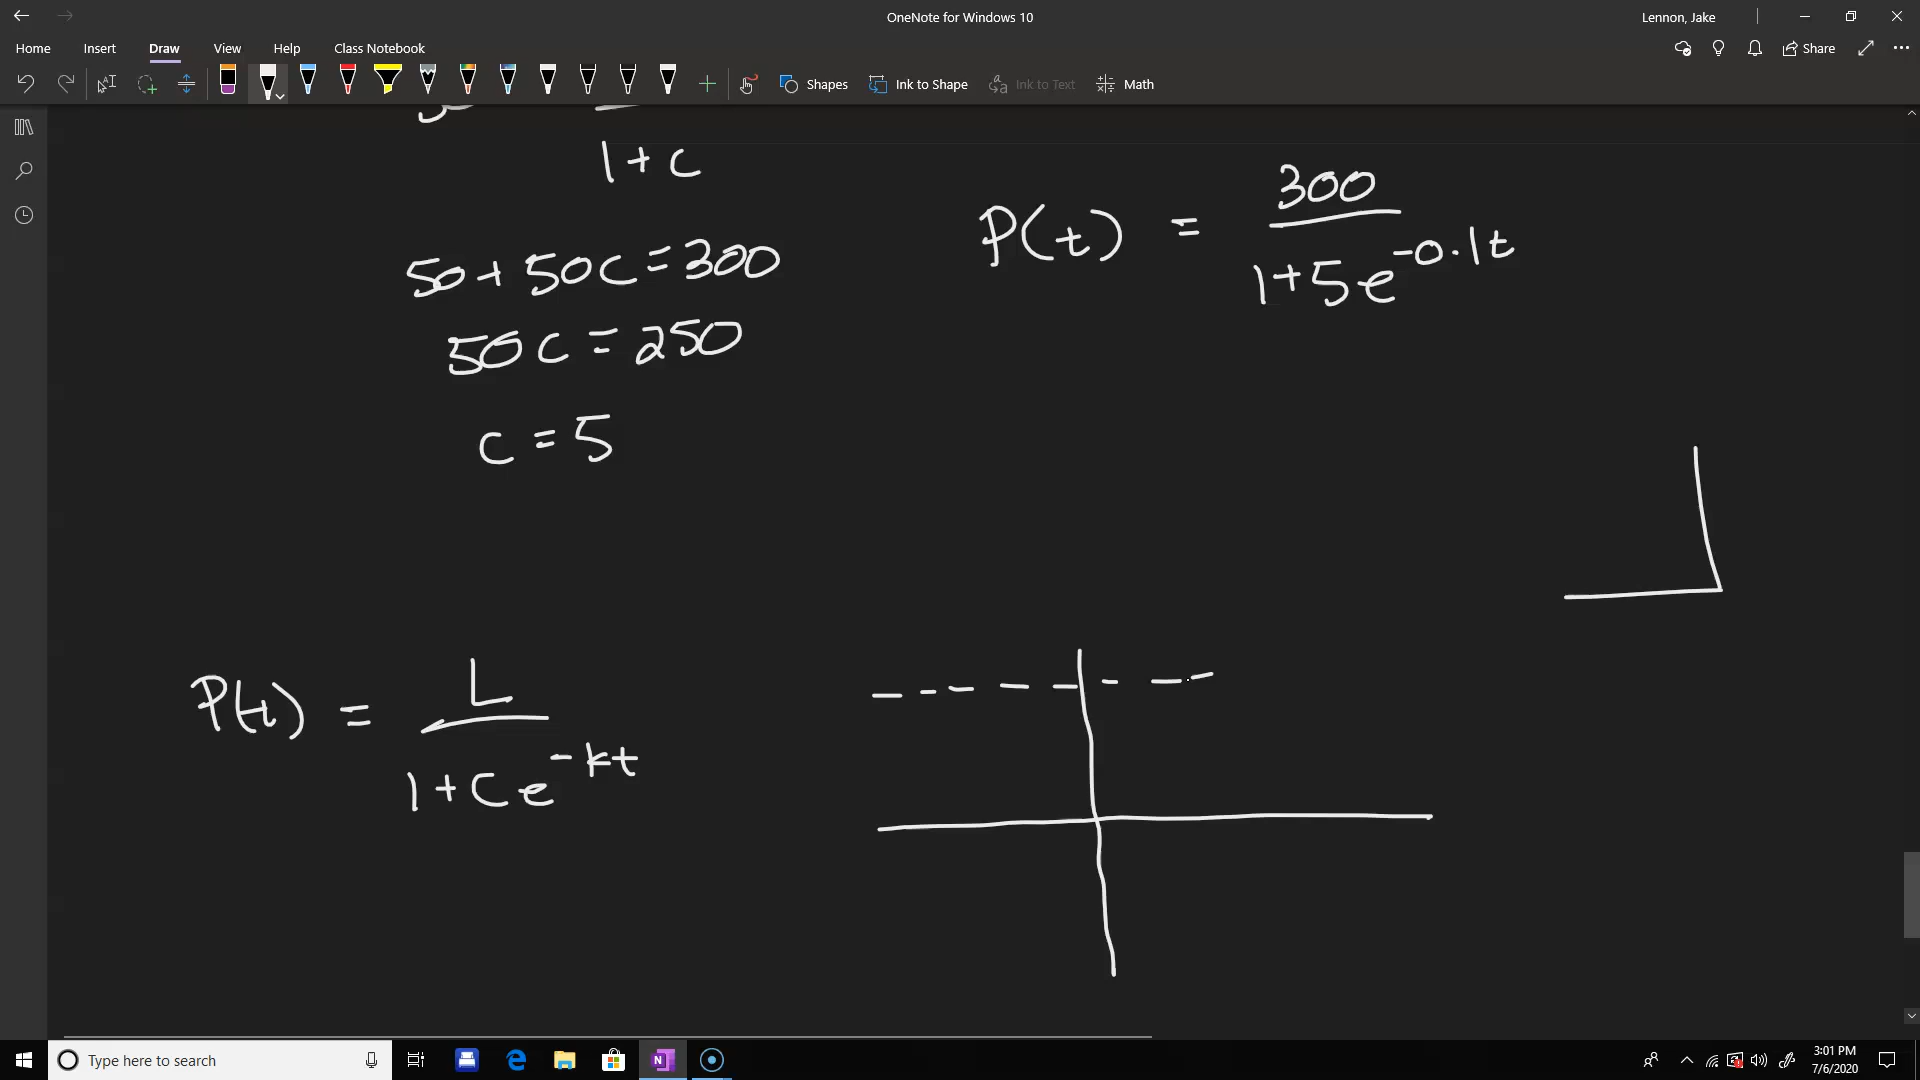 OneNote for Windows 10
Lennon, Jake
Home Insert Draw View Help Class Notebook
Share
Shapes Ink to Shape Ink to Text Math
1 + c
50 + 50c = 300
50c = 250
c = 5
P(t) = 300
1 + 5e^-0.1t
P(t) = L
1 + Ce^-kt
Type here to search
3:01 PM
7/6/2020